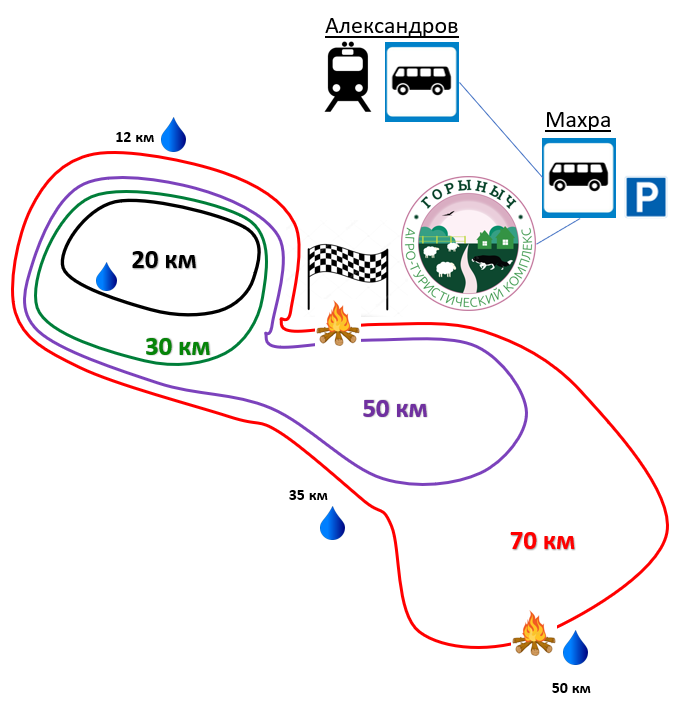 Александров
Махра
P
12 км
ГОРЫНЫЧ
АГРО-ТУРИСТИЧЕСКИЙ КОМПЛЕКС
20 км
30 км
50 км
35 км
70 км
50 км